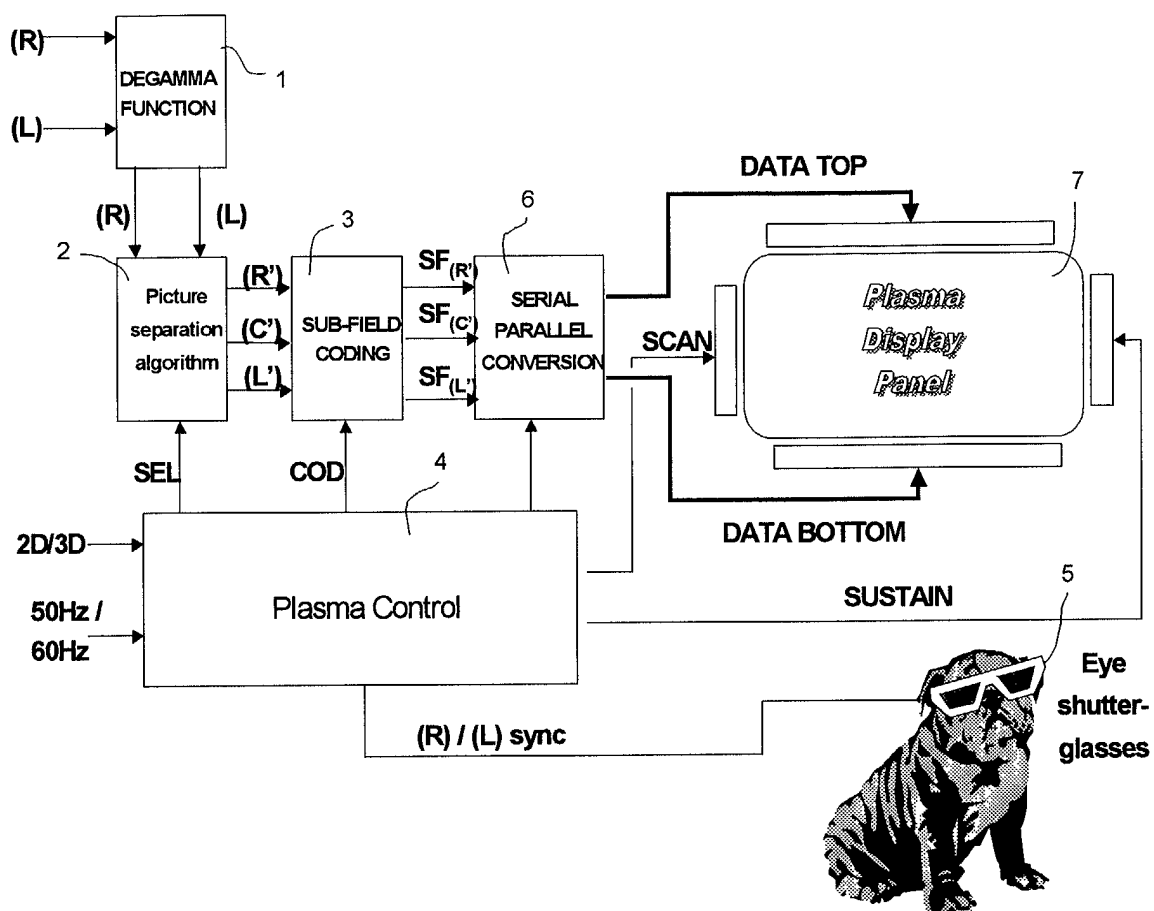 (R)
(L)
DEGAMMA
FUNCTION
1
(R)
(L)
2
Picture
separation
algorithm
(R')
(C')
(L')
3
SUB-FIELD
CODING
SF(R')
SF(C')
SF(L')
6
SERIAL
PARALLEL
CONVERSION
DATA TOP
7
Plasma
Display
Panel
SCAN
DATA BOTTOM
SEL
COD
4
2D/3D
50Hz /
60Hz
Plasma Control
SUSTAIN
5
Eye
shutter-
glasses
(R) / (L) sync